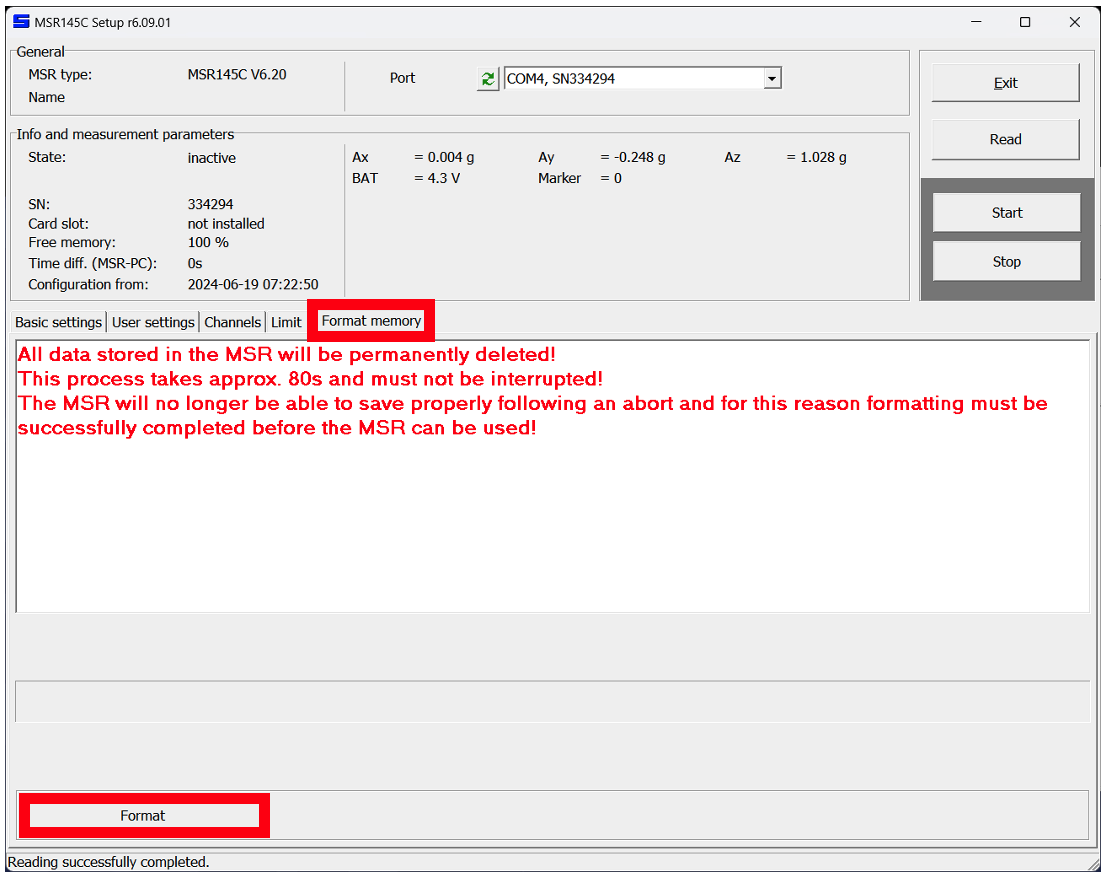 MSR145C Setup r6.09.01
General
MSR type: MSR145C V6.20 Port COM4, SN334294
Name
Exit
Read
Start
Stop
Info and measurement parameters
State: inactive
Ax = 0.004 g Ay = -0.248 g Az = 1.028 g
BAT = 4.3 V Marker = 0
SN: 334294
Card slot: not installed
Free memory: 100 %
Time diff. (MSR-PC): 0s
Configuration from: 2024-06-19 07:22:50
Basic settings User settings Channels Limit Format memory
All data stored in the MSR will be permanently deleted!
This process takes approx. 80s and must not be interrupted!
The MSR will no longer be able to save properly following an abort and for this reason formatting must be
successfully completed before the MSR can be used!
Format
Reading successfully completed.